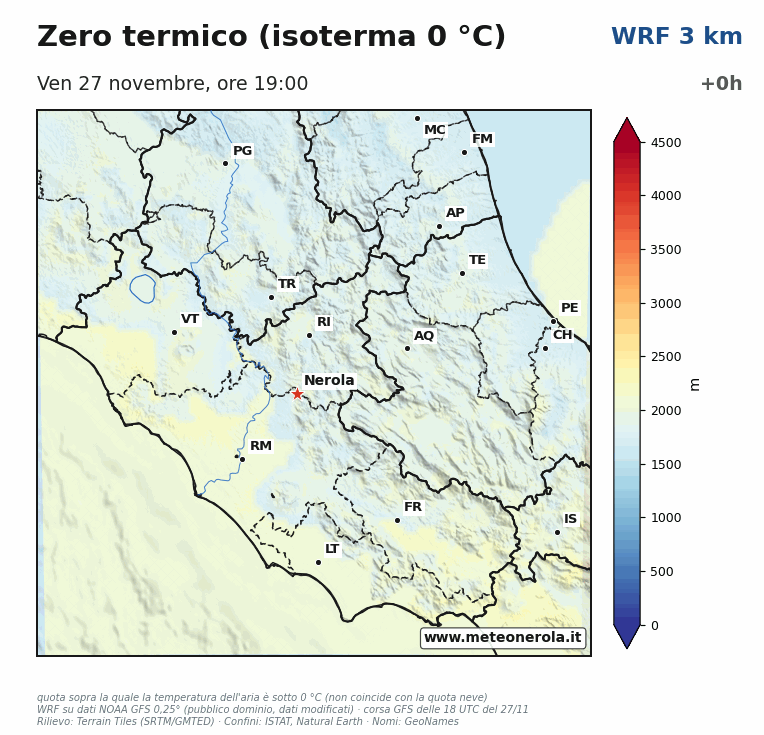 Zero termico (isoterma 0 °C)
WRF 3 km
Ven 27 novembre, ore 19:00
+0h
MC
FM
PG
AP
TE
TR
PE
VT
RI
AQ
CH
Nerola
RM
FR
IS
LT
www.meteonerola.it
4500
4000
3500
3000
2500
2000
1500
1000
500
0
m
quota sopra la quale la temperatura dell'aria è sotto 0 °C (non coincide con la quota neve)
WRF su dati NOAA GFS 0,25° (pubblico dominio, dati modificati) · corsa GFS delle 18 UTC del 27/11
Rilievo: Terrain Tiles (SRTM/GMTED) · Confini: ISTAT, Natural Earth · Nomi: GeoNames